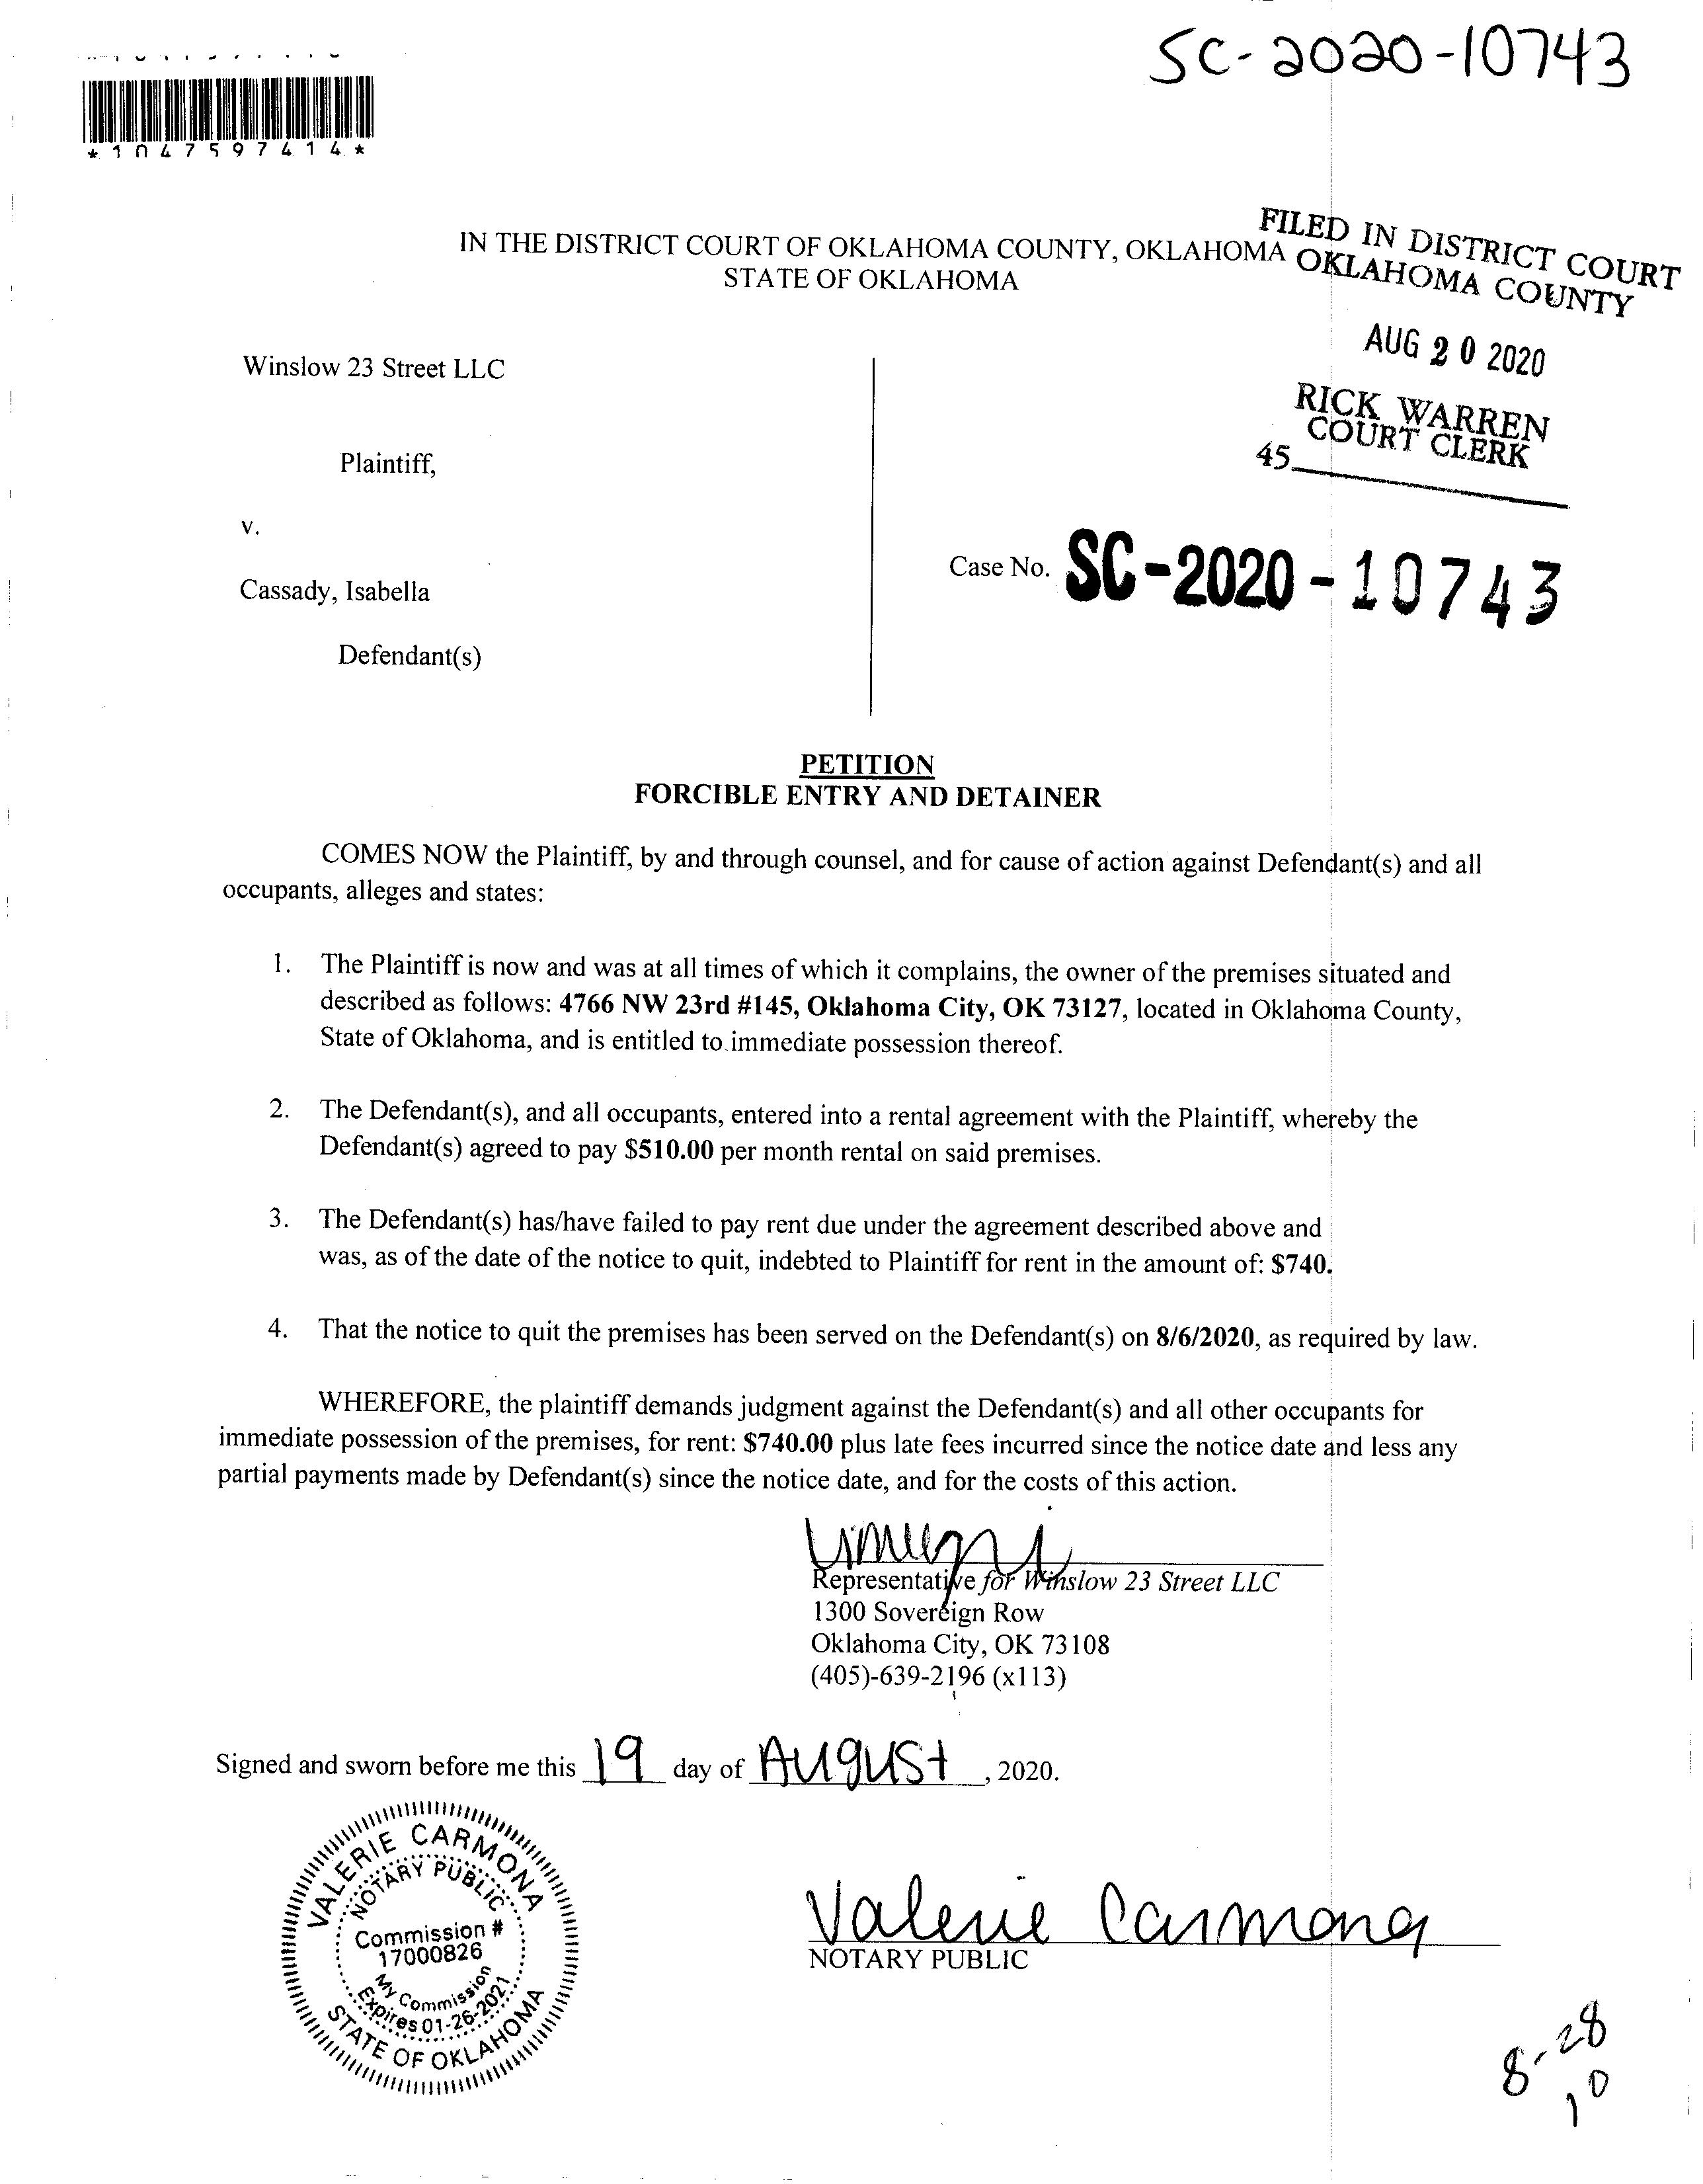 SC-2020-10743
*1047597414*
FILED IN DISTRICT COURT
OKLAHOMA COUNTY
AUG 20 2020
RICK WARREN
COURT CLERK
45
IN THE DISTRICT COURT OF OKLAHOMA COUNTY, OKLAHOMA
STATE OF OKLAHOMA
Winslow 23 Street LLC
Plaintiff,
v.
Cassady, Isabella
Defendant(s)
Case No. SC-2020-10743
PETITION
FORCIBLE ENTRY AND DETAINER
COMES NOW the Plaintiff, by and through counsel, and for cause of action against Defendant(s) and all
occupants, alleges and states:
1. The Plaintiff is now and was at all times of which it complains, the owner of the premises situated and
described as follows: 4766 NW 23rd #145, Oklahoma City, OK 73127, located in Oklahoma County,
State of Oklahoma, and is entitled to immediate possession thereof.
2. The Defendant(s), and all occupants, entered into a rental agreement with the Plaintiff, whereby the
Defendant(s) agreed to pay $510.00 per month rental on said premises.
3. The Defendant(s) has/have failed to pay rent due under the agreement described above and
was, as of the date of the notice to quit, indebted to Plaintiff for rent in the amount of: $740.
4. That the notice to quit the premises has been served on the Defendant(s) on 8/6/2020, as required by law.
WHEREFORE, the plaintiff demands judgment against the Defendant(s) and all other occupants for
immediate possession of the premises, for rent: $740.00 plus late fees incurred since the notice date and less any
partial payments made by Defendant(s) since the notice date, and for the costs of this action.
Representative for Winslow 23 Street LLC
1300 Sovereign Row
Oklahoma City, OK 73108
(405)-639-2196 (x113)
Signed and sworn before me this 19 day of AUGUST, 2020.
VALERIE CARMONA
NOTARY PUBLIC
Commission #
17000826
My Commission
Expires 01-26-2021
STATE OF OKLAHOMA
Valerie Carmona
NOTARY PUBLIC
8-28
10